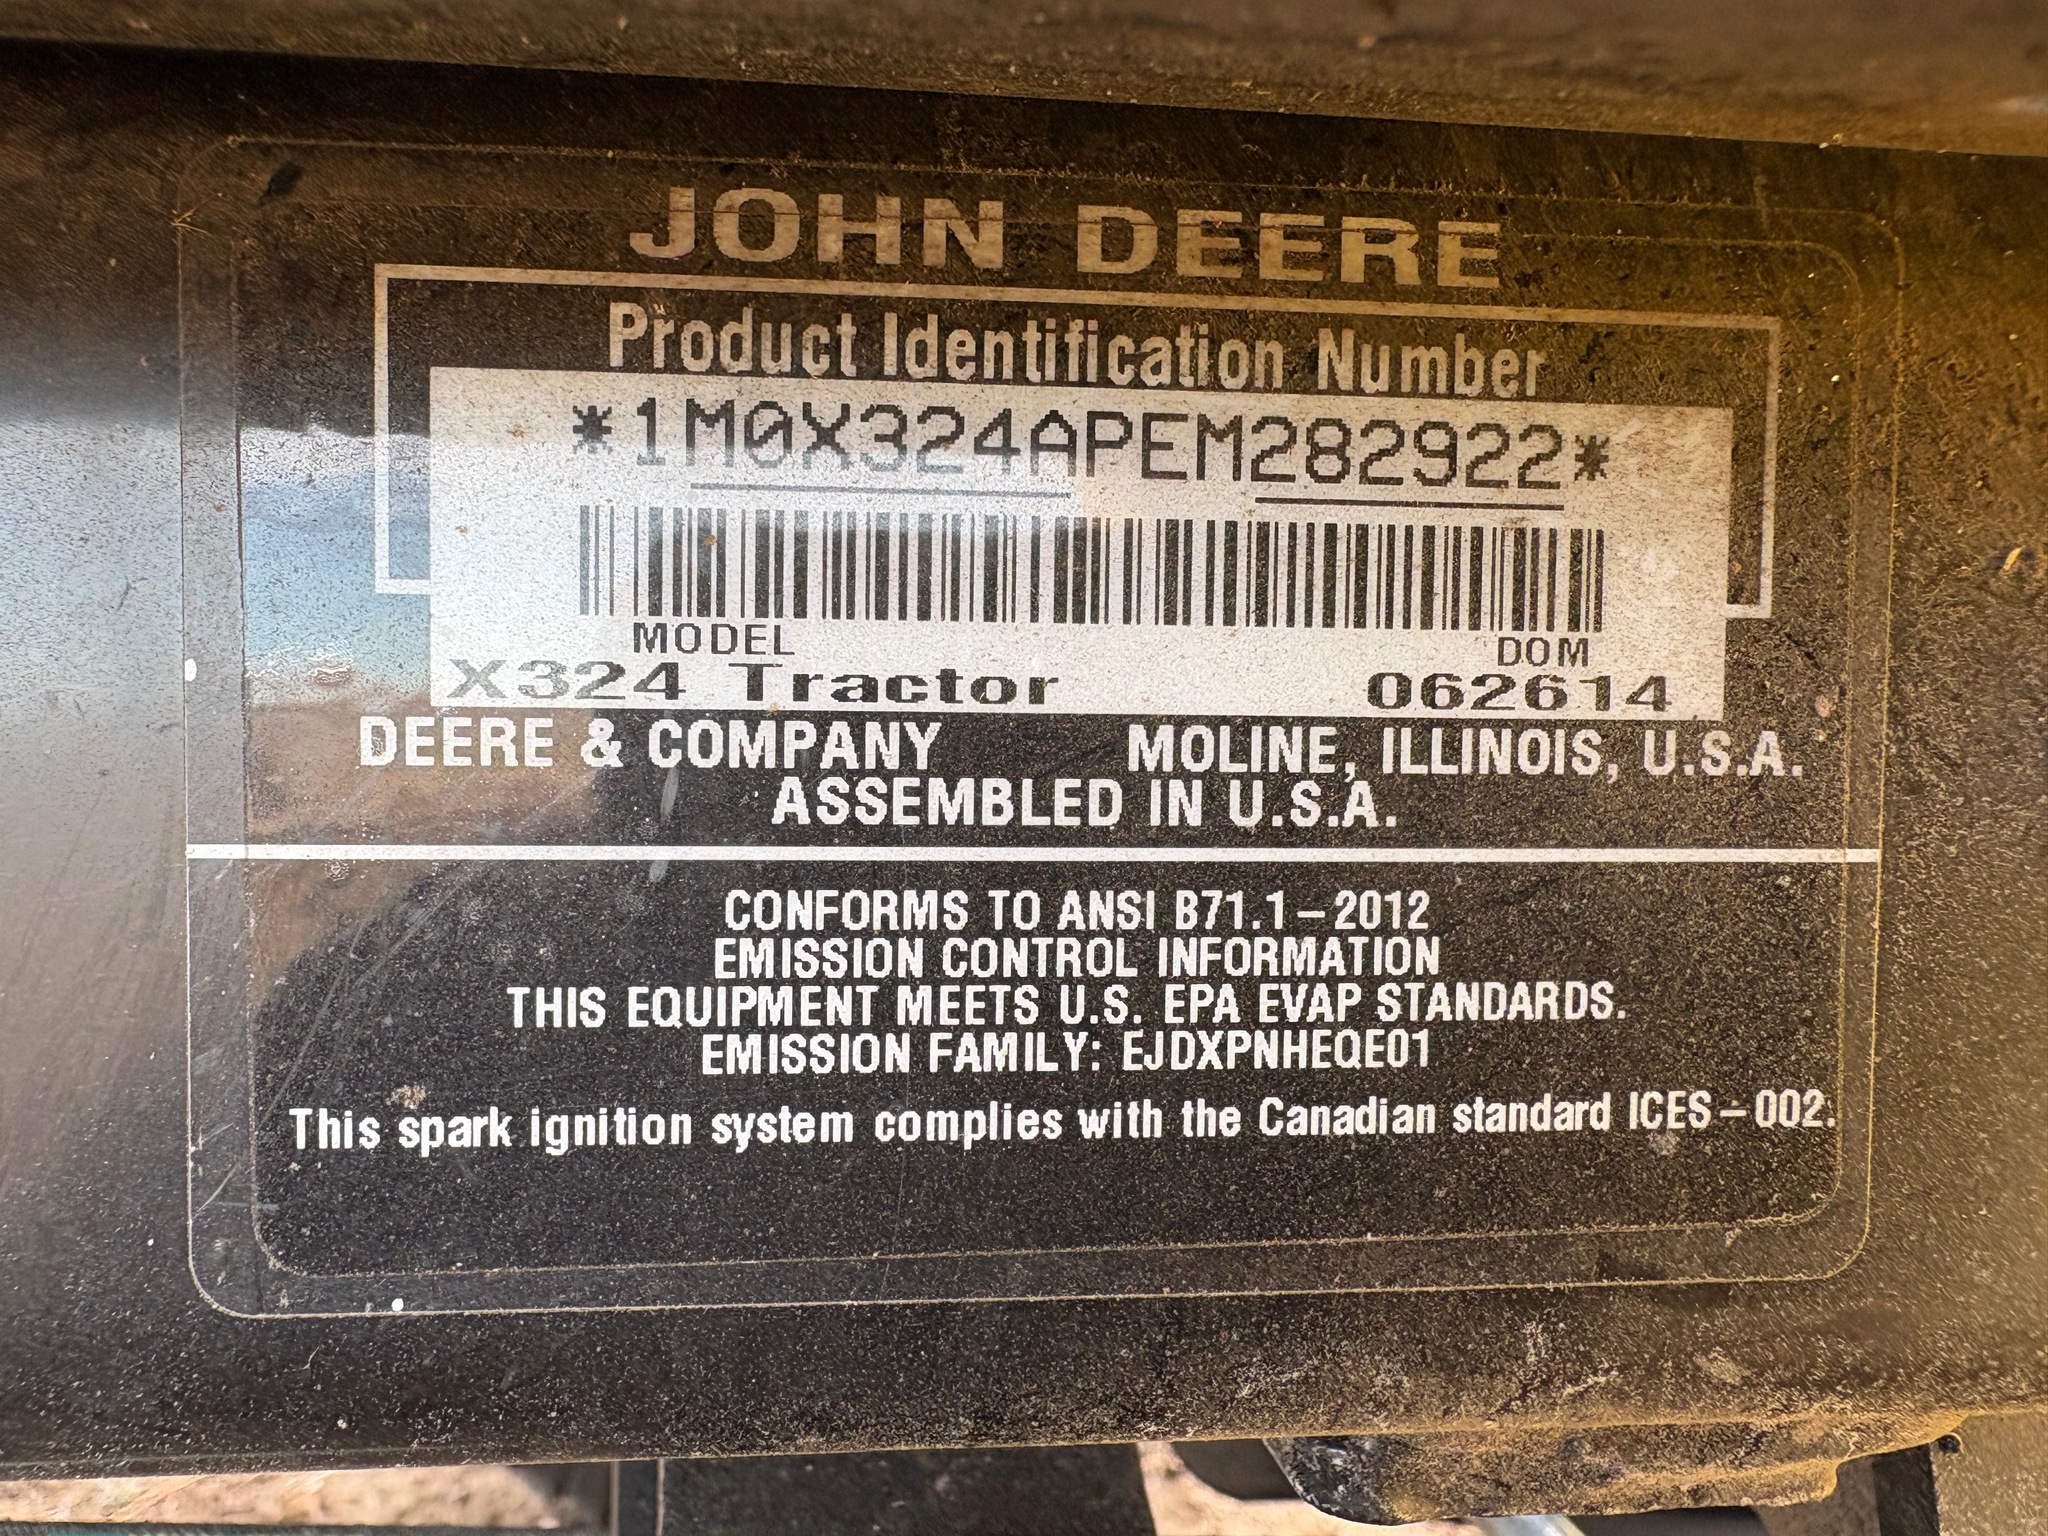 JOHN DEERE
Product Identification Number
*1M0X324APEM282922*
MODEL DOM
X324 Tractor 062614
DEERE & COMPANY MOLINE, ILLINOIS, U.S.A.
ASSEMBLED IN U.S.A.
CONFORMS TO ANSI B71.1-2012
EMISSION CONTROL INFORMATION
THIS EQUIPMENT MEETS U.S. EPA EVAP STANDARDS.
EMISSION FAMILY: EJDXPNHEQE01
This spark ignition system complies with the Canadian standard ICES-002.